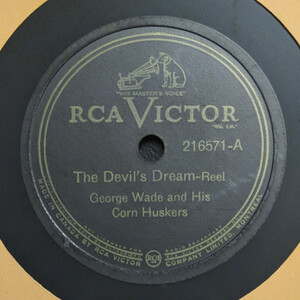 "HIS MASTER'S VOICE"
RCA VICTOR
216571-A
The Devil's Dream-Reel
George Wade and His
Corn Huskers
MADE IN CANADA BY RCA VICTOR COMPANY LIMITED, MONTREAL
RCA